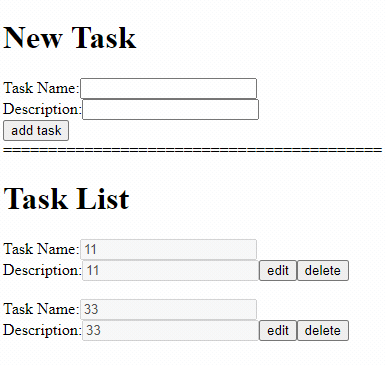 New Task
Task Name:
Description:
add task
==========================================
Task List
Task Name: 11
Description: 11 edit delete
Task Name: 33
Description: 33 edit delete